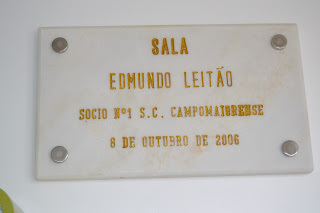 SALA
EDMUNDO LEITÃO
SOCIO Nº1 S.C. CAMPOMAIORENSE
8 DE OUTUBRO DE 2006